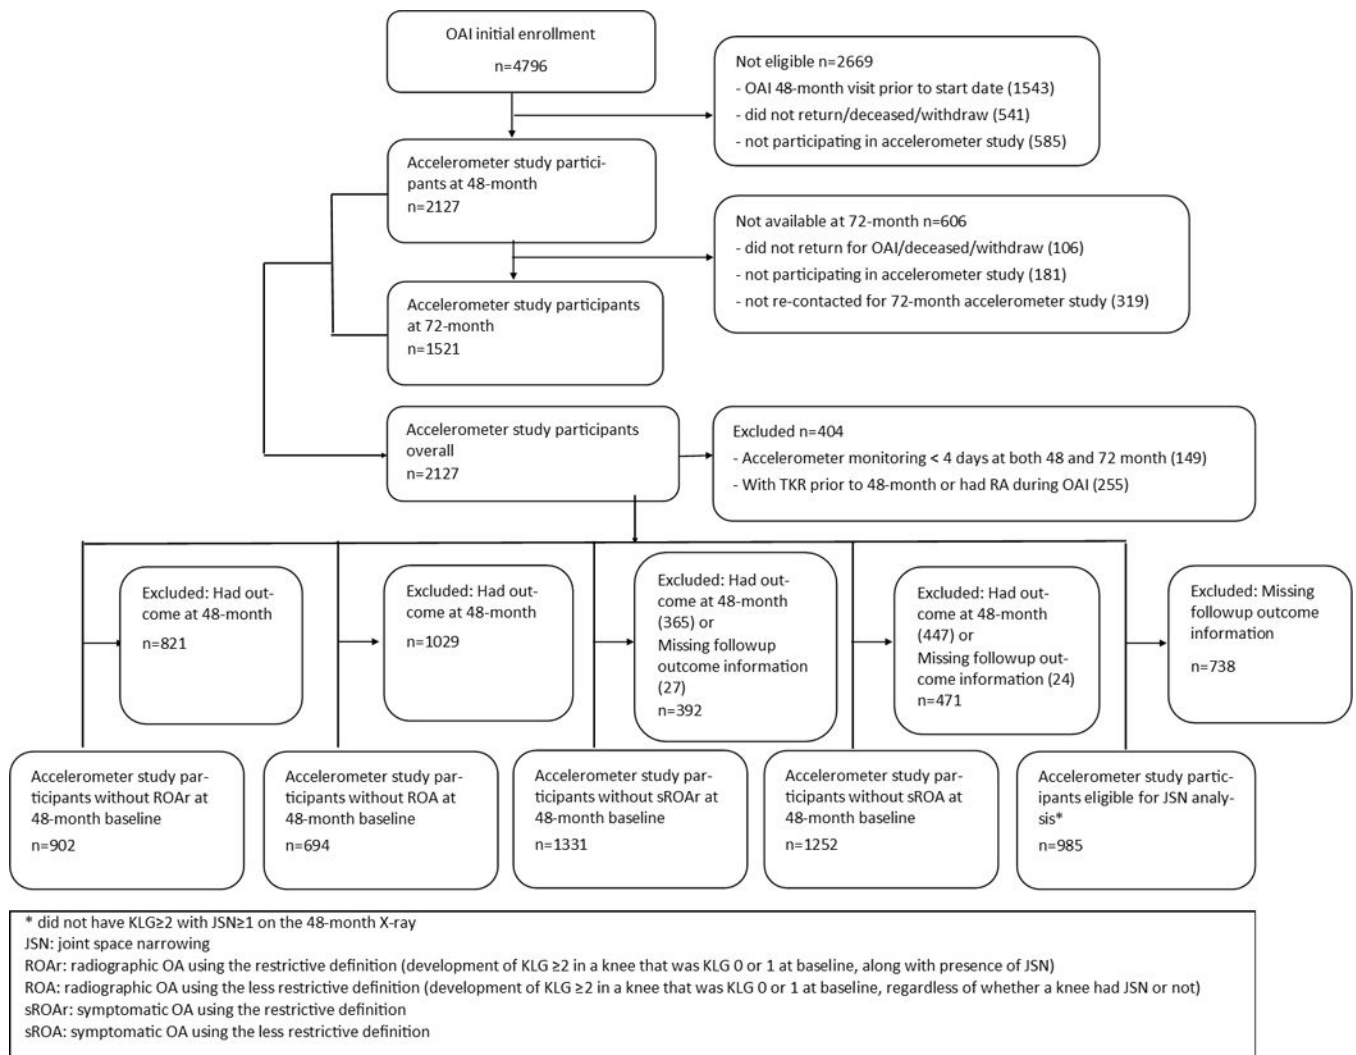 OAI initial enrollment
n=4796
Not eligible n=2669
- OAI 48-month visit prior to start date (1543)
- did not return/deceased/withdraw (541)
- not participating in accelerometer study (585)
Accelerometer study partici-
pants at 48-month
n=2127
Not available at 72-month n=606
- did not return for OAI/deceased/withdraw (106)
- not participating in accelerometer study (181)
- not re-contacted for 72-month accelerometer study (319)
Accelerometer study participants
at 72-month
n=1521
Accelerometer study participants
overall
n=2127
Excluded n=404
- Accelerometer monitoring < 4 days at both 48 and 72 month (149)
- With TKR prior to 48-month or had RA during OAI (255)
Excluded: Had out-
come at 48-month
n=821
Excluded: Had out-
come at 48-month
n=1029
Excluded: Had out-
come at 48-month
(365) or
Missing followup
outcome information
(27)
n=392
Excluded: Had out-
come at 48-month
(447) or
Missing followup out-
come information (24)
n=471
Excluded: Missing
followup outcome
information
n=738
Accelerometer study par-
ticipants without ROAr at
48-month baseline
n=902
Accelerometer study par-
ticipants without ROA at
48-month baseline
n=694
Accelerometer study par-
ticipants without sROAr at
48-month baseline
n=1331
Accelerometer study par-
ticipants without sROA at
48-month baseline
n=1252
Accelerometer study partic-
ipants eligible for JSN analy-
sis*
n=985
* did not have KLG≥2 with JSN≥1 on the 48-month X-ray
JSN: joint space narrowing
ROAr: radiographic OA using the restrictive definition (development of KLG ≥2 in a knee that was KLG 0 or 1 at baseline, along with presence of JSN)
ROA: radiographic OA using the less restrictive definition (development of KLG ≥2 in a knee that was KLG 0 or 1 at baseline, regardless of whether a knee had JSN or not)
sROAr: symptomatic OA using the restrictive definition
sROA: symptomatic OA using the less restrictive definition